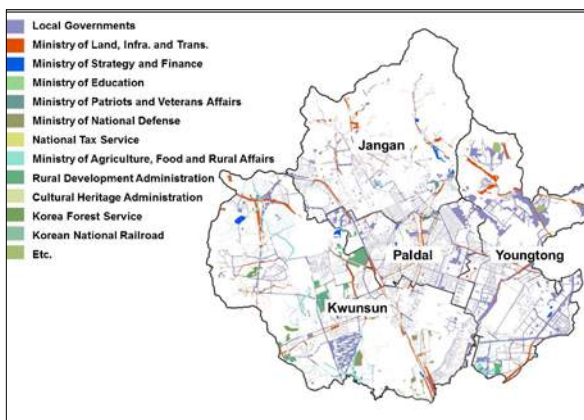 Local Governments
Ministry of Land, Infra. and Trans.
Ministry of Strategy and Finance
Ministry of Education
Ministry of Patriots and Veterans Affairs
Ministry of National Defense
National Tax Service
Ministry of Agriculture, Food and Rural Affairs
Rural Development Administration
Cultural Heritage Administration
Korea Forest Service
Korean National Railroad
Etc.
Jangan
Paldal
Youngtong
Kwunsun